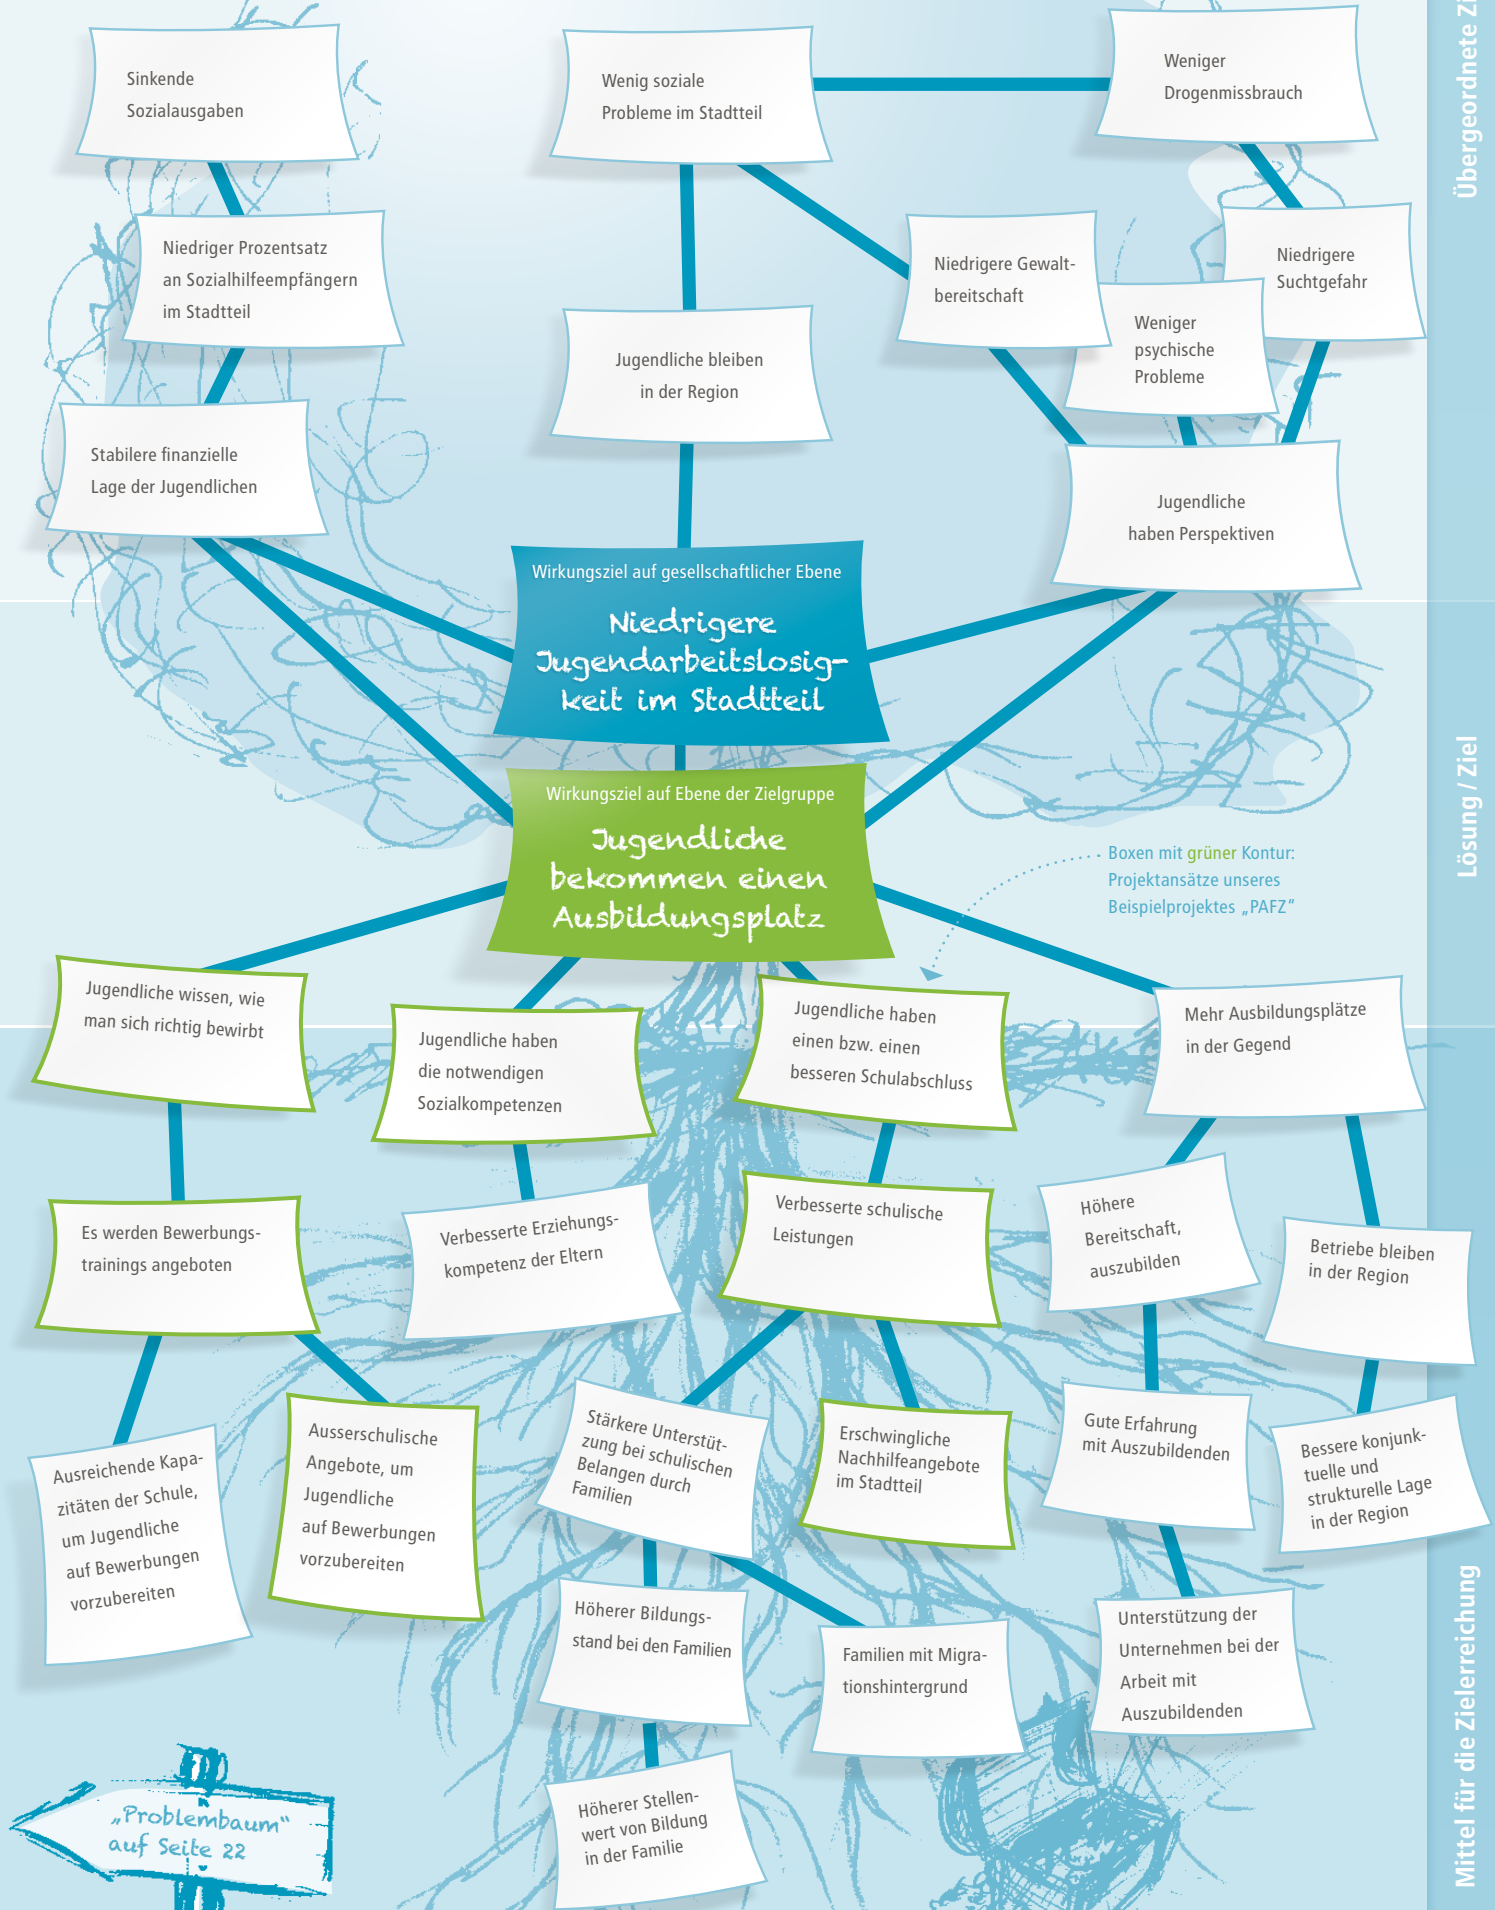 Sinkende
Sozialausgaben
Wenig soziale
Probleme im Stadtteil
Weniger
Drogenmissbrauch
Niedriger Prozentsatz
an Sozialhilfeempfängern
im Stadtteil
Niedrigere Gewalt-
bereitschaft
Niedrigere
Suchtgefahr
Weniger
psychische
Probleme
Jugendliche bleiben
in der Region
Stabilere finanzielle
Lage der Jugendlichen
Jugendliche
haben Perspektiven
Übergeordnete
Wirkungsziel auf gesellschaftlicher Ebene
Niedrigere
Jugendarbeitslosig-
keit im Stadtteil
Wirkungsziel auf Ebene der Zielgruppe
Jugendliche
bekommen einen
Ausbildungsplatz
Boxen mit grüner Kontur:
Projektansätze unseres
Beispielprojektes „PAFZ“
Lösung / Ziel
Jugendliche wissen, wie
man sich richtig bewirbt
Jugendliche haben
die notwendigen
Sozialkompetenzen
Jugendliche haben
einen bzw. einen
besseren Schulabschluss
Mehr Ausbildungsplätze
in der Gegend
Es werden Bewerbungs-
trainings angeboten
Verbesserte Erziehungs-
kompetenz der Eltern
Verbesserte schulische
Leistungen
Höhere
Bereitschaft,
auszubilden
Betriebe bleiben
in der Region
Ausreichende Kapa-
zitäten der Schule,
um Jugendliche
auf Bewerbungen
vorzubereiten
Ausserschulische
Angebote, um
Jugendliche
auf Bewerbungen
vorzubereiten
Stärkere Unterstüt-
zung bei schulischen
Belangen durch
Familien
Erschwingliche
Nachhilfeangebote
im Stadtteil
Gute Erfahrung
mit Auszubildenden
Bessere konjunk-
tuelle und
strukturelle Lage
in der Region
Höherer Bildungs-
stand bei den Familien
Familien mit Migra-
tionshintergrund
Unterstützung der
Unternehmen bei der
Arbeit mit
Auszubildenden
Höherer Stellen-
wert von Bildung
in der Familie
Mittel für die Zielerreichung
„Problembaum“
auf Seite 22